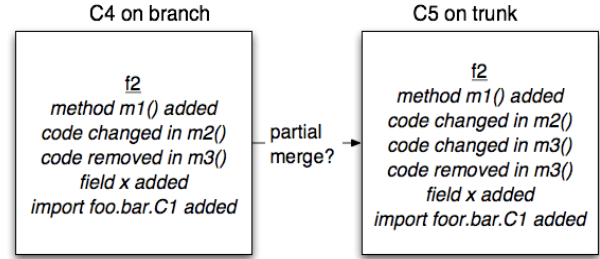 C4 on branch
f2
method m1() added
code changed in m2()
code removed in m3()
field x added
import foo.bar.C1 added
partial
merge?
C5 on trunk
f2
method m1() added
code changed in m2()
code changed in m3()
code removed in m3()
field x added
import foor.bar.C1 added